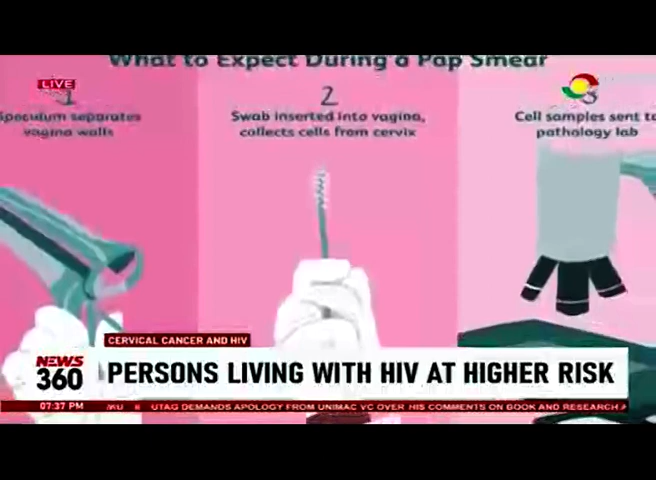 What to Expect During a Pap Smear
LIVE
1
Speculum separates
vagina walls
2
Swab inserted into vagina,
collects cells from cervix
3
Cell samples sent to
pathology lab
CERVICAL CANCER AND HIV
NEWS
360
PERSONS LIVING WITH HIV AT HIGHER RISK
07:37 PM
UTAG DEMANDS APOLOGY FROM UNIMAC VC OVER HIS COMMENTS ON BOOK AND RESEARCH A